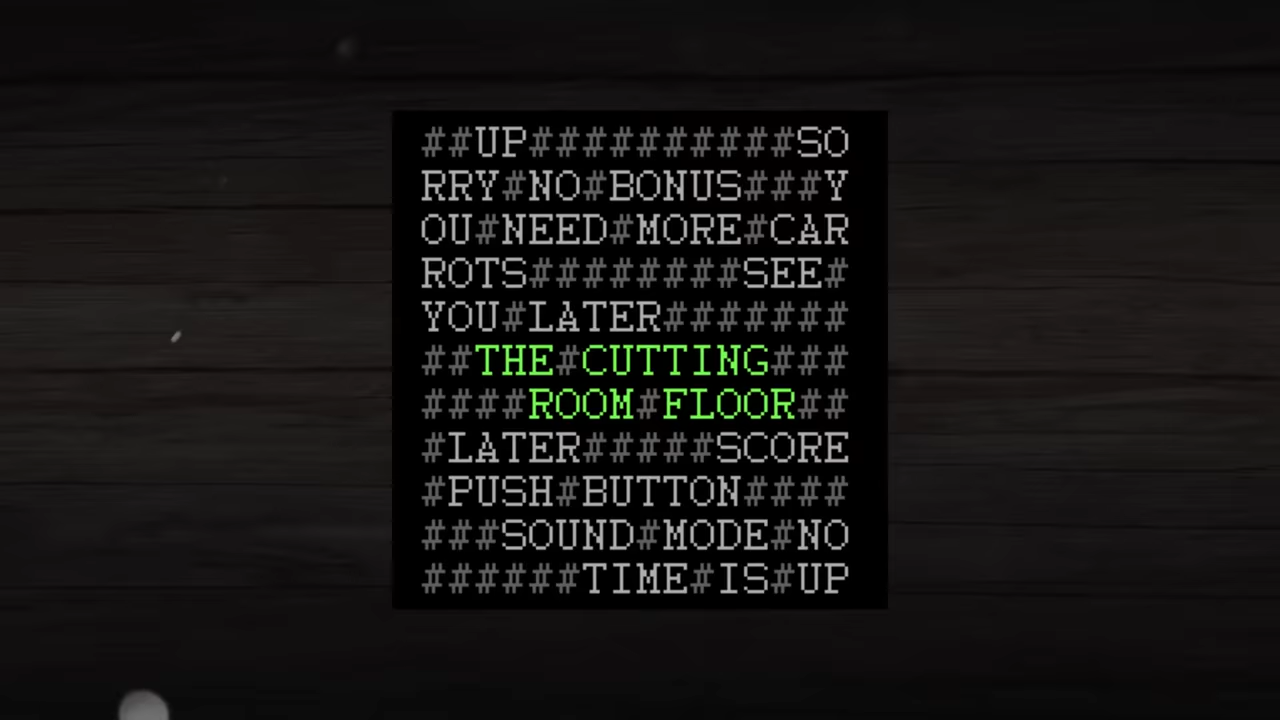 ##UP##########SO
RRY#NO#BONUS###Y
OU#NEED#MORE#CAR
ROTS########SEE#
YOU#LATER#######
##THE#CUTTING###
####ROOM#FLOOR##
#LATER#####SCORE
#PUSH#BUTTON####
###SOUND#MODE#NO
######TIME#IS#UP